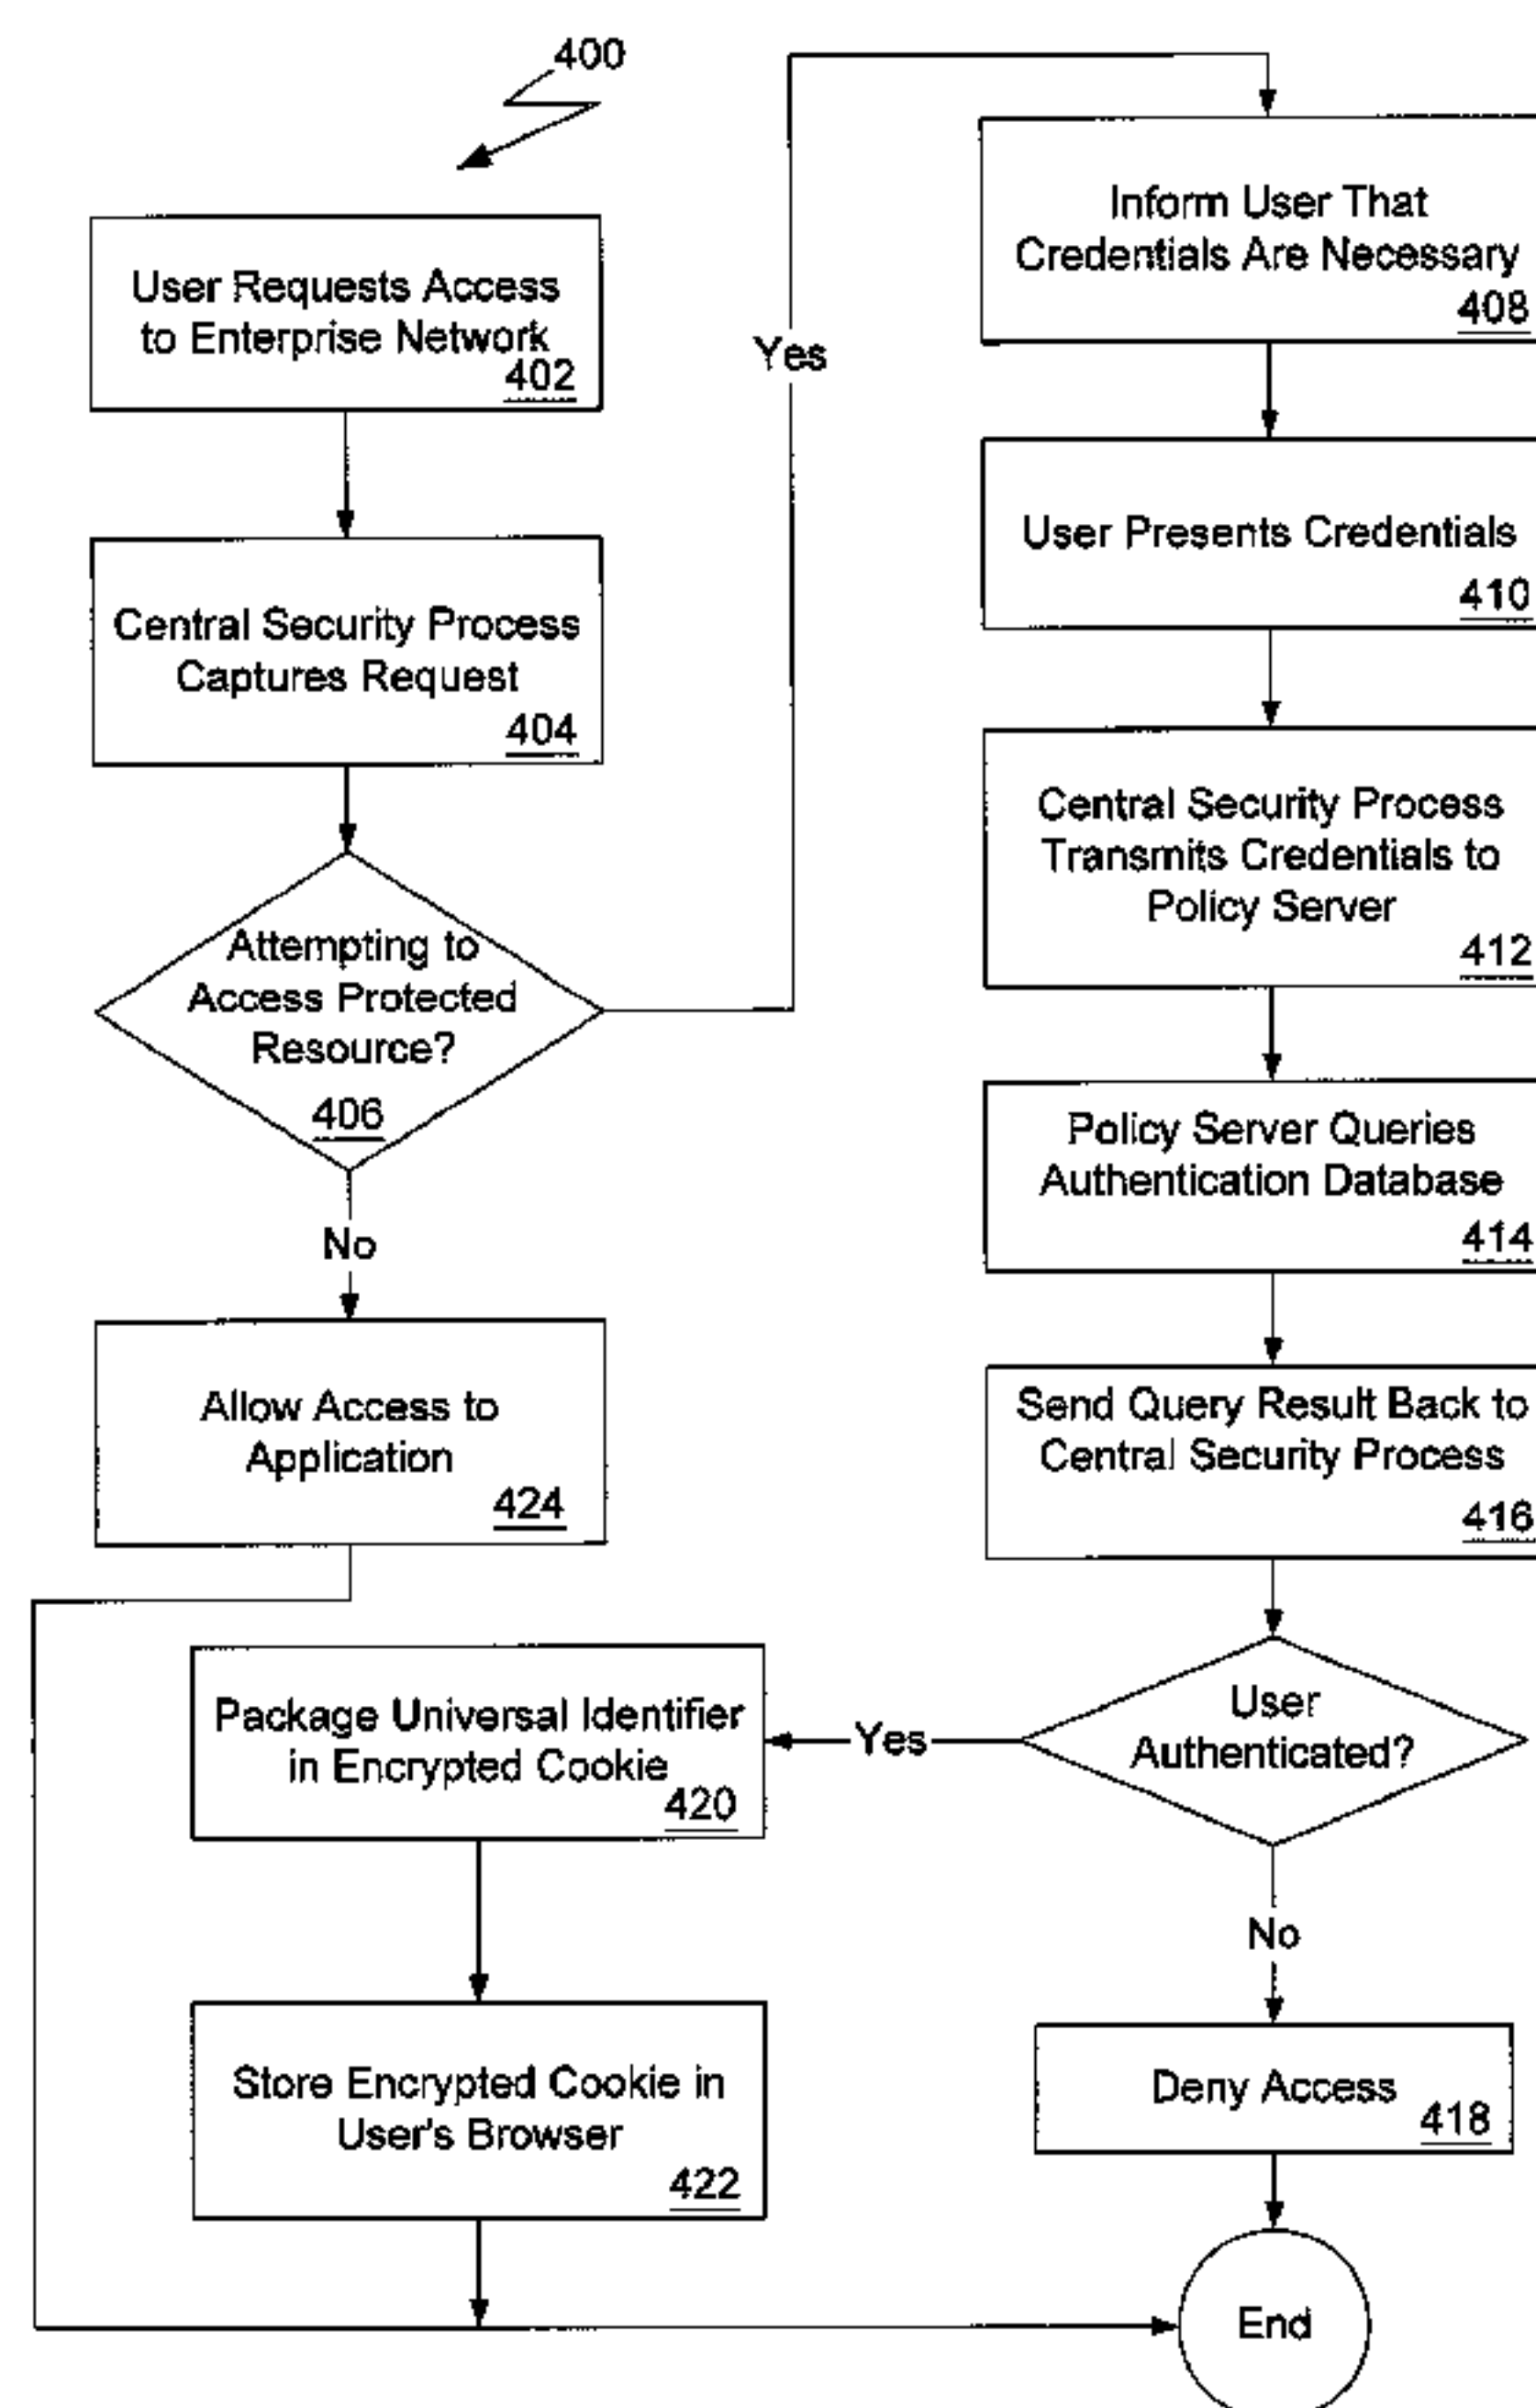 400
User Requests Access
to Enterprise Network
402
Central Security Process
Captures Request
404
Attempting to
Access Protected
Resource?
406
No
Allow Access to
Application
424
Yes
Inform User That
Credentials Are Necessary
408
User Presents Credentials
410
Central Security Process
Transmits Credentials to
Policy Server
412
Policy Server Queries
Authentication Database
414
Send Query Result Back to
Central Security Process
416
User
Authenticated?
Yes
Package Universal Identifier
in Encrypted Cookie
420
Store Encrypted Cookie in
User's Browser
422
No
Deny Access
418
End